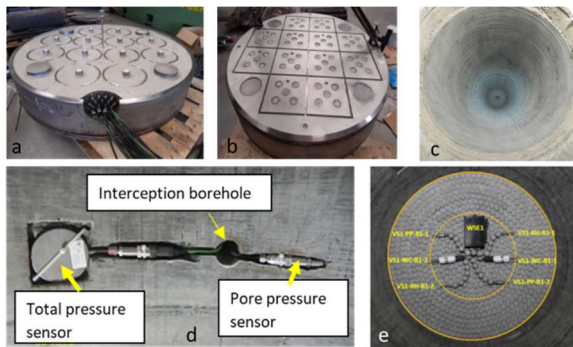 a
b
c
Interception borehole
Total pressure
sensor
Pore pressure
sensor
d
WSE1
VS1-PP-B1-1
VS1-RH-B1-1
VS1-WC-B1-2
VS1-WC-B1-1
VS1-RH-B1-2
VS1-PP-B1-2
e